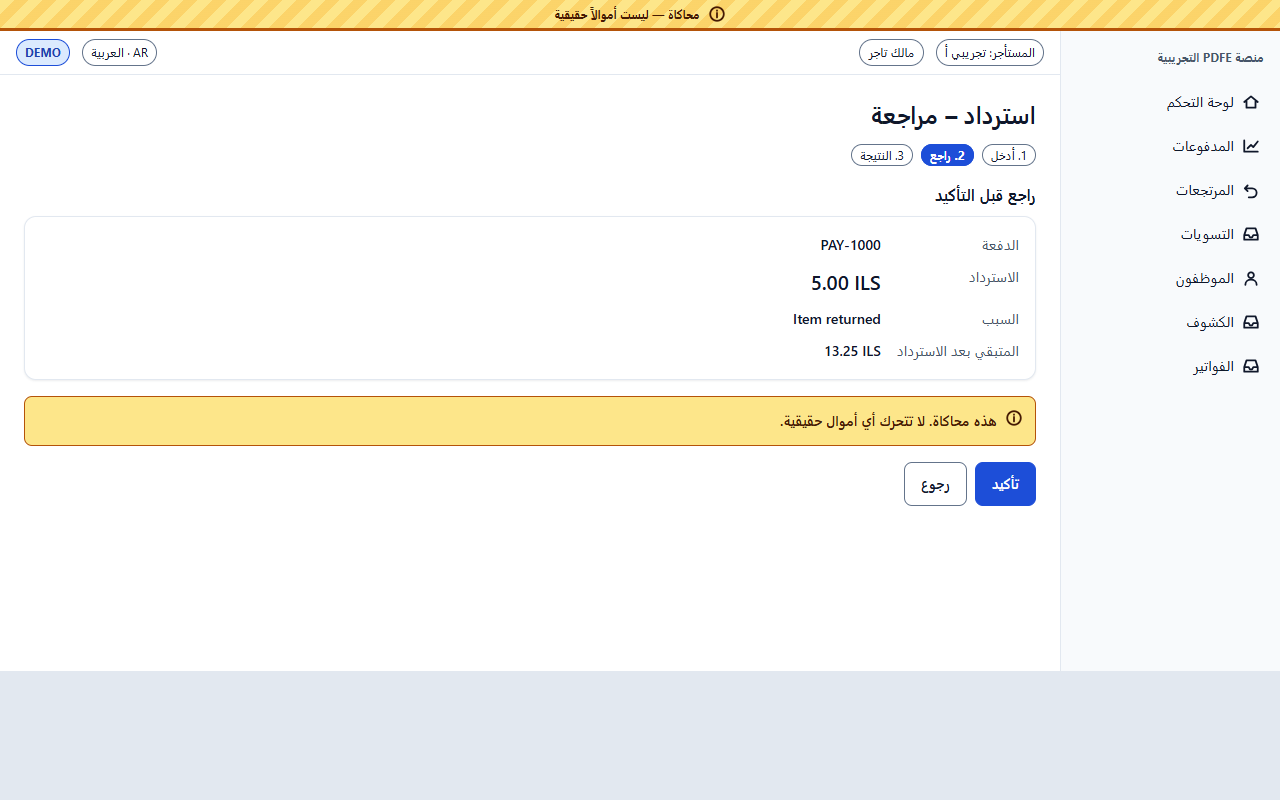 محاكاة — ليست أموالاً حقيقية
منصة PDFE التجريبية
لوحة التحكم
المدفوعات
المرتجعات
التسويات
الموظفون
الكشوف
الفواتير
المستأجر: تجريبي أ
مالك تاجر
AR · العربية
DEMO
استرداد – مراجعة
1. أدخل
2. راجع
3. النتيجة
راجع قبل التأكيد
الدفعة PAY-1000
الاسترداد 5.00 ILS
السبب Item returned
المتبقي بعد الاسترداد 13.25 ILS
هذه محاكاة. لا تتحرك أي أموال حقيقية.
تأكيد
رجوع